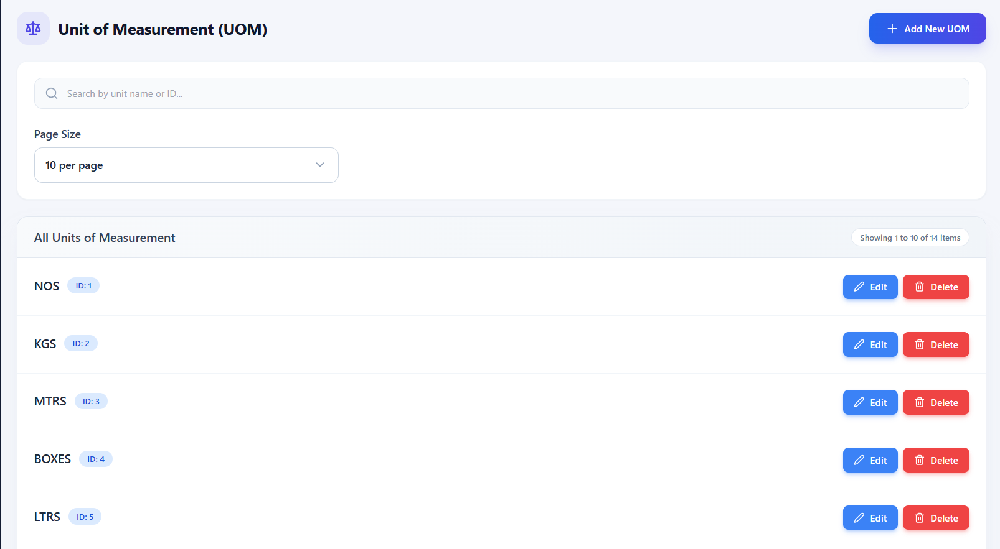 Unit of Measurement (UOM)
Add New UOM
Search by unit name or ID...
Page Size
10 per page
All Units of Measurement
Showing 1 to 10 of 14 items
NOS ID: 1 Edit Delete
KGS ID: 2 Edit Delete
MTRS ID: 3 Edit Delete
BOXES ID: 4 Edit Delete
LTRS ID: 5 Edit Delete